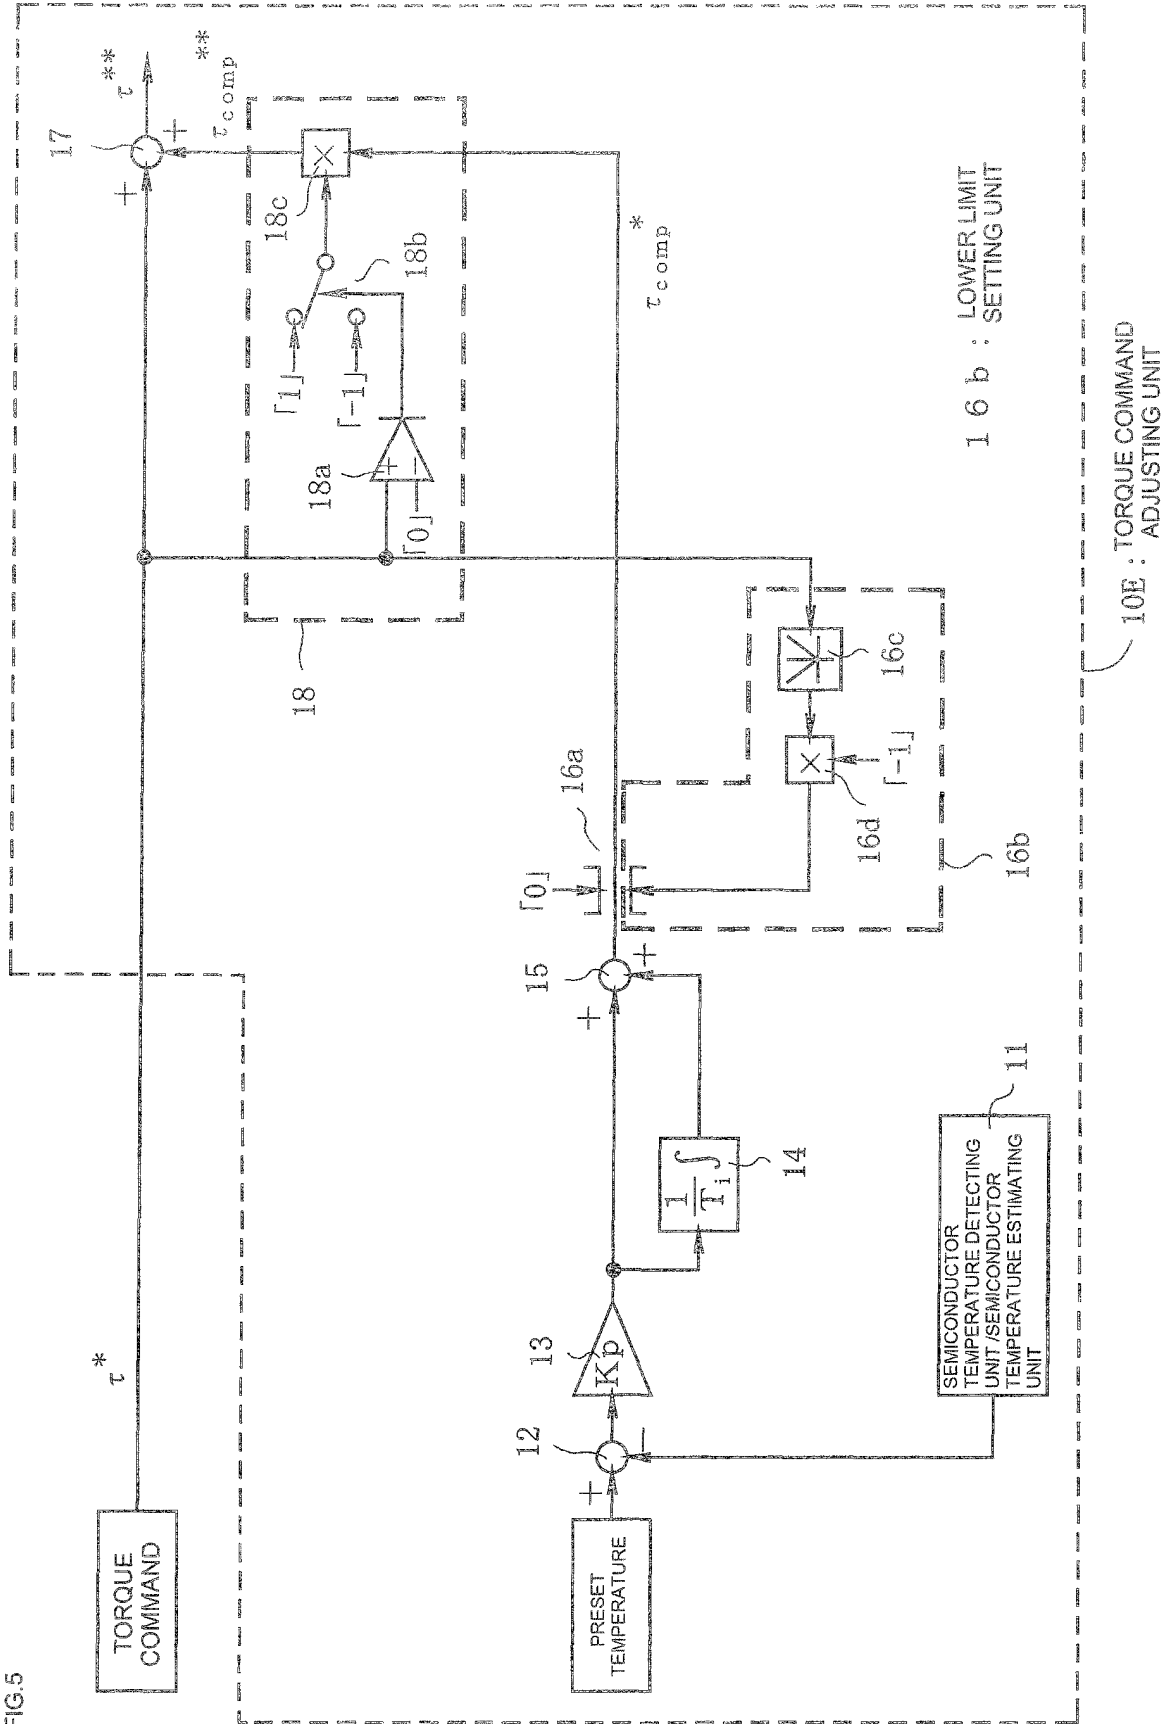 FIG.5
TORQUE
COMMAND
τ*
17
τ**
+
+
τcomp**
18
18a
+
−
「0」
「1」
「-1」
18b
18c
×
τcomp*
PRESET
TEMPERATURE
12
+
−
13
Kp
14
1/Ti ∫
15
+
+
16a
「0」
16b
16c
16d
×
「-1」
11
SEMICONDUCTOR
TEMPERATURE DETECTING
UNIT/SEMICONDUCTOR
TEMPERATURE ESTIMATING
UNIT
16b : LOWER LIMIT
SETTING UNIT
10E : TORQUE COMMAND
ADJUSTING UNIT